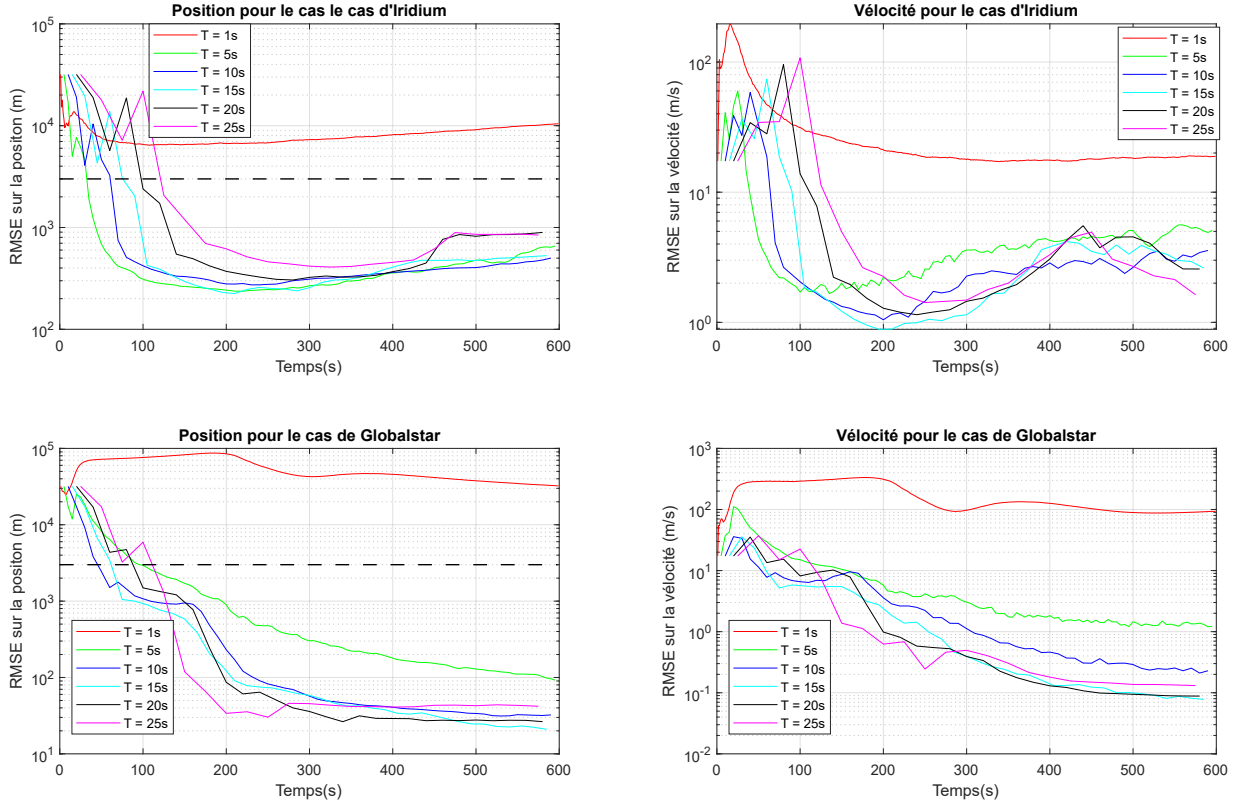 Position pour le cas le cas d'Iridium
10^5
10^4
10^3
10^2
RMSE sur la position (m)
T = 1s
T = 5s
T = 10s
T = 15s
T = 20s
T = 25s
0 100 200 300 400 500 600
Temps(s)
Vélocité pour le cas d'Iridium
10^2
10^1
10^0
RMSE sur la vélocité (m/s)
T = 1s
T = 5s
T = 10s
T = 15s
T = 20s
T = 25s
0 100 200 300 400 500 600
Temps(s)
Position pour le cas de Globalstar
10^5
10^4
10^3
10^2
10^1
RMSE sur la positon (m)
T = 1s
T = 5s
T = 10s
T = 15s
T = 20s
T = 25s
0 100 200 300 400 500 600
Temps(s)
Vélocité pour le cas de Globalstar
10^3
10^2
10^1
10^0
10^-1
10^-2
RMSE sur la vélocité (m/s)
T = 1s
T = 5s
T = 10s
T = 15s
T = 20s
T = 25s
0 100 200 300 400 500 600
Temps(s)